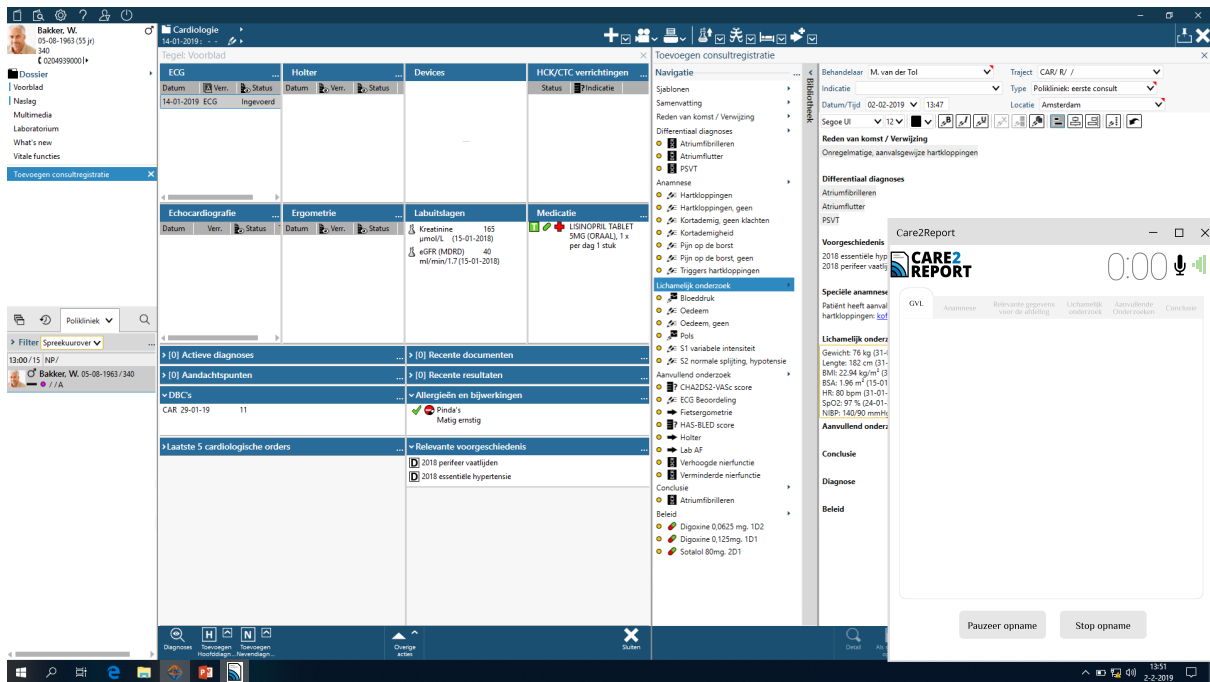 Bakker, W.
05-08-1963 (55 jr)
340
0204939000
Dossier
Voorblad
Naslag
Multimedia
Laboratorium
What's new
Vitale functies
Toevoegen consultregistratie
Polikliniek
Filter Spreekuurover
...
13:00/15 NP/
Bakker, W. 05-08-1963/340
/ /A
Cardiologie
14-01-2019: - -
Tegel: Voorblad
ECG ...
Datum Verr. Status
14-01-2019 ECG Ingevoerd
Holter ...
Datum Verr. Status
Devices ...
HCK/CTC verrichtingen ...
Status Indicatie
Echocardiografie ...
Datum Verr. Status
Ergometrie ...
Datum Verr. Status
Labuitslagen ...
Kreatinine 165
µmol/L (15-01-2018)
eGFR (MDRD) 40
ml/min/1.7 (15-01-2018)
Medicatie ...
LISINOPRIL TABLET
5MG (ORAAL), 1 x
per dag 1 stuk
[0] Actieve diagnoses ...
[0] Recente documenten ...
[0] Aandachtspunten ...
[0] Recente resultaten ...
DBC's ...
CAR 29-01-19 11
Allergieën en bijwerkingen ...
Pinda's
Matig ernstig
Laatste 5 cardiologische orders ...
Relevante voorgeschiedenis ...
D 2018 perifeer vaatlijden
D 2018 essentiële hypertensie
Diagnoses
H
Toevoegen
Hoofddiagn...
N
Toevoegen
Nevendiagn...
Overige
acties
Sluiten
Toevoegen consultregistratie
Navigatie ...
Sjablonen
Samenvatting
Reden van komst / Verwijzing
Differentiaal diagnoses
Atriumfibrilleren
Atriumflutter
PSVT
Anamnese
Hartkloppingen
Hartkloppingen, geen
Kortademig, geen klachten
Kortademigheid
Pijn op de borst
Pijn op de borst, geen
Triggers hartkloppingen
Lichamelijk onderzoek
Bloeddruk
Oedeem
Oedeem, geen
Pols
S1 variabele intensiteit
S2 normale splijting, hypotensie
Aanvullend onderzoek
CHA2DS2-VASc score
ECG Beoordeling
Fietsergometrie
HAS-BLED score
Holter
Lab AF
Verhoogde nierfunctie
Verminderde nierfunctie
Conclusie
Atriumfibrilleren
Beleid
Digoxine 0,0625 mg. 1D2
Digoxine 0,125mg. 1D1
Sotalol 80mg. 2D1
Bibliotheek
Behandelaar M. van der Tol
Traject CAR/ R/ /
Indicatie
Type Polikliniek: eerste consult
Datum/Tijd 02-02-2019 13:47
Locatie Amsterdam
Segoe UI 12 B I U
Reden van komst / Verwijzing
Onregelmatige, aanvalsgewijze hartkloppingen
Differentiaal diagnoses
Atriumfibrilleren
Atriumflutter
PSVT
Voorgeschiedenis
2018 essentiële hyp
2018 perifeer vaatlij
Speciële anamnese
Patiënt heeft aanval
hartkloppingen: kof
Lichamelijk onderz
Gewicht: 76 kg (31-
Lengte: 182 cm (31-
BMI: 22.94 kg/m² (3
BSA: 1.96 m² (15-01
HR: 80 bpm (31-01-
SpO2: 97 % (24-01-
NIBP: 140/90 mmH
Aanvullend onderz
Conclusie
Diagnose
Beleid
Detail
Care2Report
CARE2
REPORT
0:00
GVL
Anamnese
Relevante gegevens
voor de afdeling
Lichamelijk
onderzoek
Aanvullende
Onderzoeken
Conclusie
Pauzeer opname
Stop opname
13:51
2-2-2019